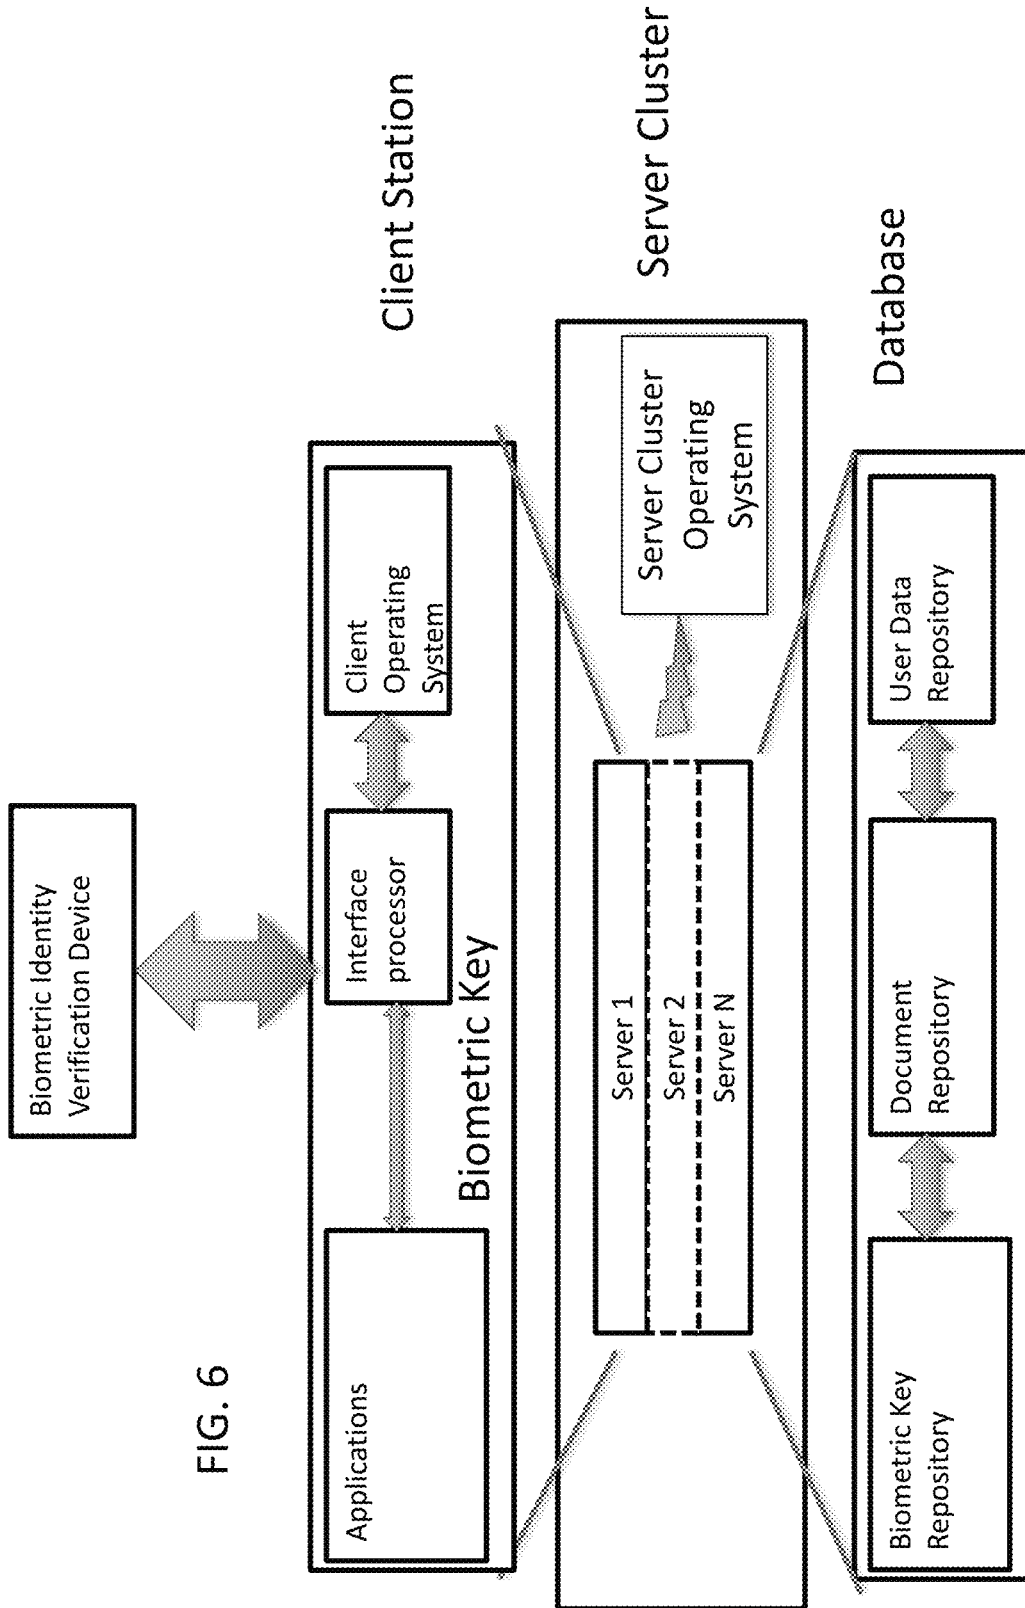 FIG. 6
Biometric Identity
Verification Device
Applications
Interface
processor
Client
Operating
System
Biometric Key
Client Station
Server 1
Server 2
Server N
Server Cluster
Operating
System
Server Cluster
Biometric Key
Repository
Document
Repository
User Data
Repository
Database